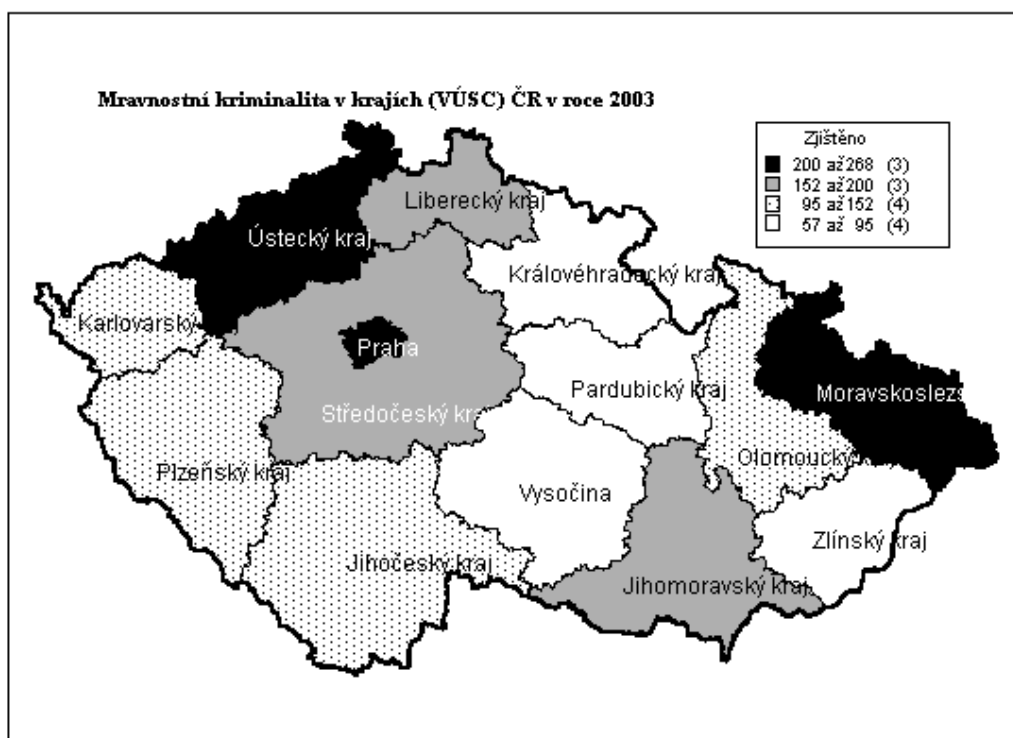 Mravnostní kriminalita v krajích (VÚSC) ČR v roce 2003
Zjištěno
200 až 268 (3)
152 až 200 (3)
95 až 152 (4)
57 až 95 (4)
Liberecký kraj
Ústecký kraj
Královéhradecký kraj
Karlovarský
Praha
Pardubický kraj
Moravskoslezs
Středočeský kra
Olomoucký kraj
Plzeňský kraj
Vysočina
Zlínský kraj
Jihočeský kraj
Jihomoravský kraj